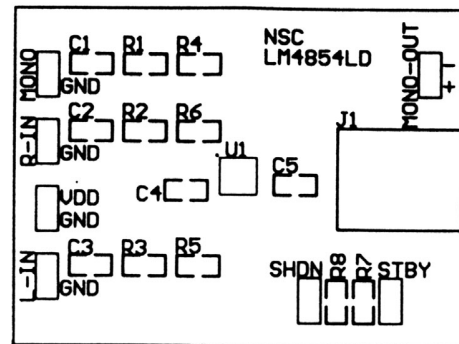 C1 R1 R4 NSC
LM4854LD
MONO
GND
MONO-OUT
-
+
C2 R2 R6
R-IN
GND
J1
U1
VDD
GND
C4
C5
C3 R3 R5
L-IN
GND
SHDN R8 R7 STBY